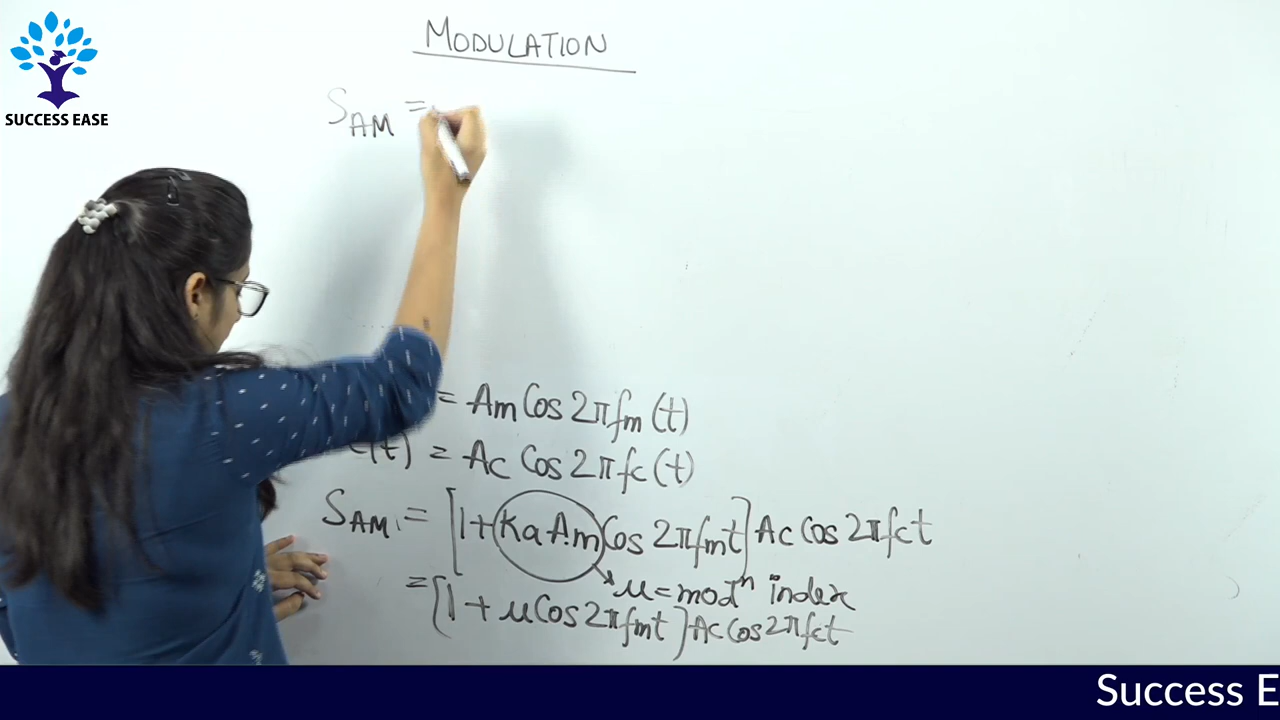 SUCCESS EASE
MODULATION
SAM =
= Am Cos 2πfm (t)
c(t) = Ac Cos 2πfc (t)
SAM = [1 + Ka Am Cos 2πfmt] Ac Cos 2πfct
μ = modⁿ index
= [1 + μ Cos 2πfmt] Ac Cos 2πfct
Success E